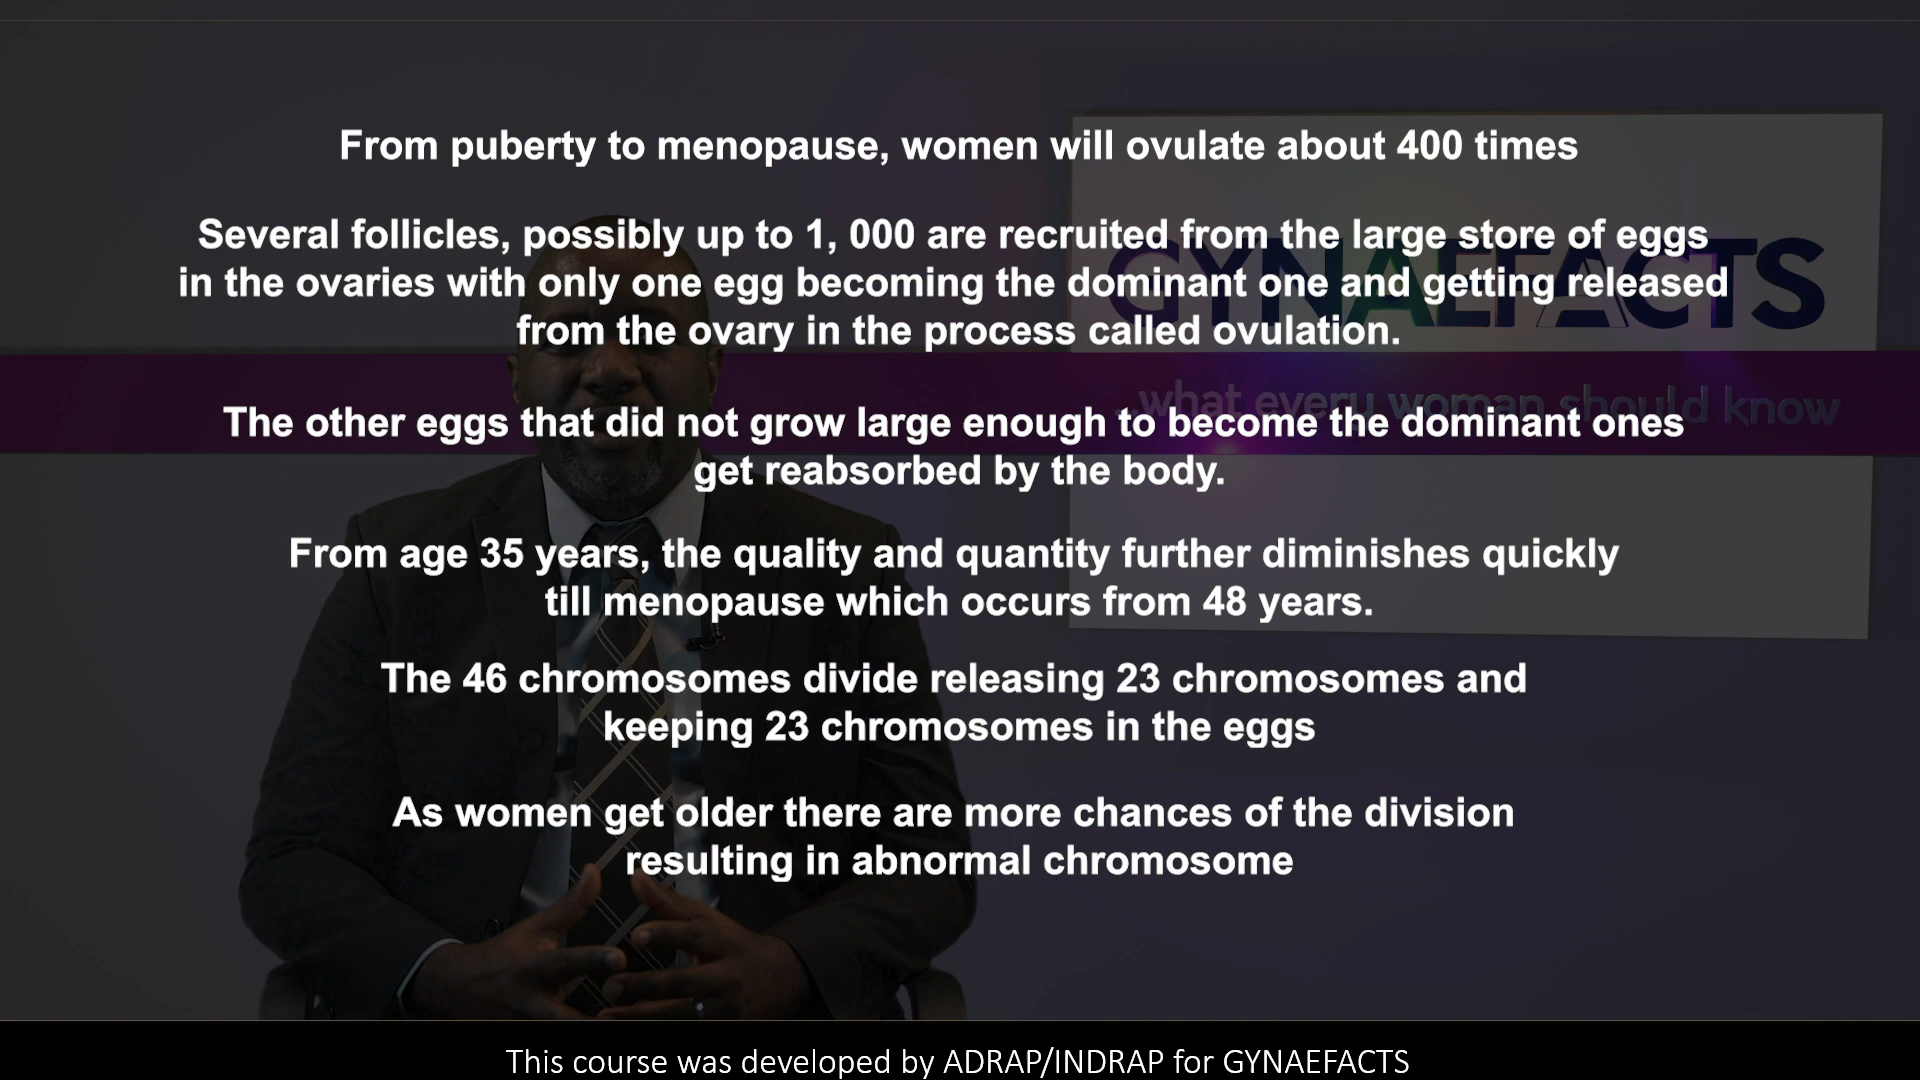 From puberty to menopause, women will ovulate about 400 times
Several follicles, possibly up to 1, 000 are recruited from the large store of eggs
in the ovaries with only one egg becoming the dominant one and getting released
from the ovary in the process called ovulation.
The other eggs that did not grow large enough to become the dominant ones
get reabsorbed by the body.
From age 35 years, the quality and quantity further diminishes quickly
till menopause which occurs from 48 years.
The 46 chromosomes divide releasing 23 chromosomes and
keeping 23 chromosomes in the eggs
As women get older there are more chances of the division
resulting in abnormal chromosome
GYNAEFACTS
...what every woman should know
This course was developed by ADRAP/INDRAP for GYNAEFACTS